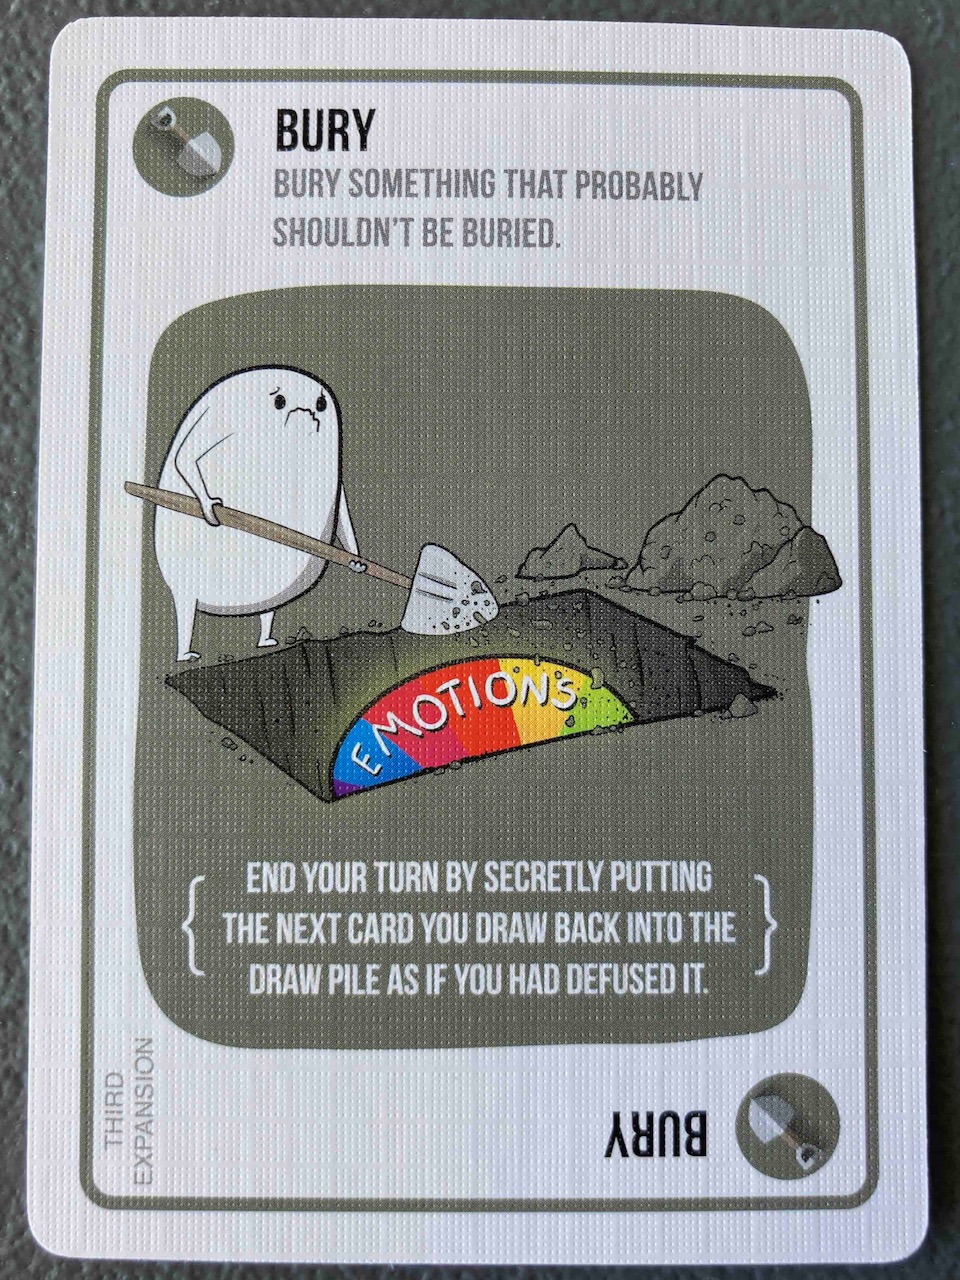 BURY
BURY SOMETHING THAT PROBABLY
SHOULDN'T BE BURIED.
EMOTIONS
END YOUR TURN BY SECRETLY PUTTING
THE NEXT CARD YOU DRAW BACK INTO THE
DRAW PILE AS IF YOU HAD DEFUSED IT.
THIRD
EXPANSION
BURY